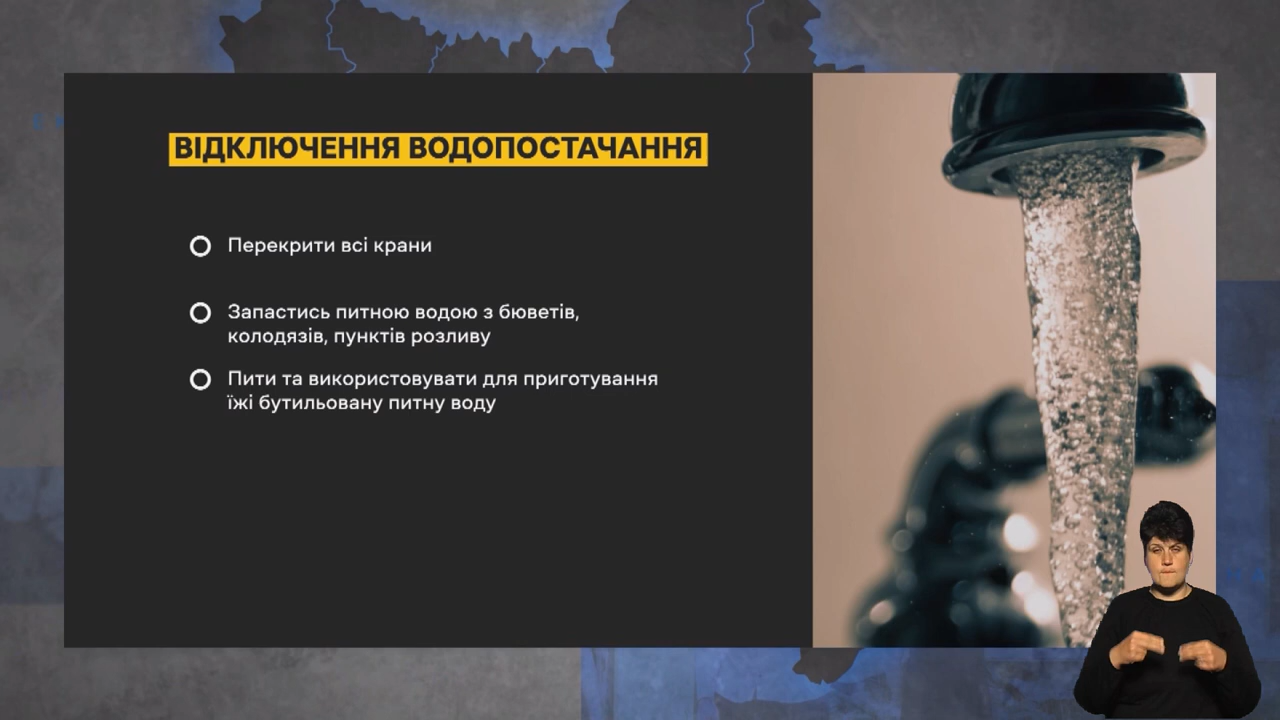 ВІДКЛЮЧЕННЯ ВОДОПОСТАЧАННЯ
Перекрити всі крани
Запастись питною водою з бюветів,
колодязів, пунктів розливу
Пити та використовувати для приготування
їжі бутильовану питну воду